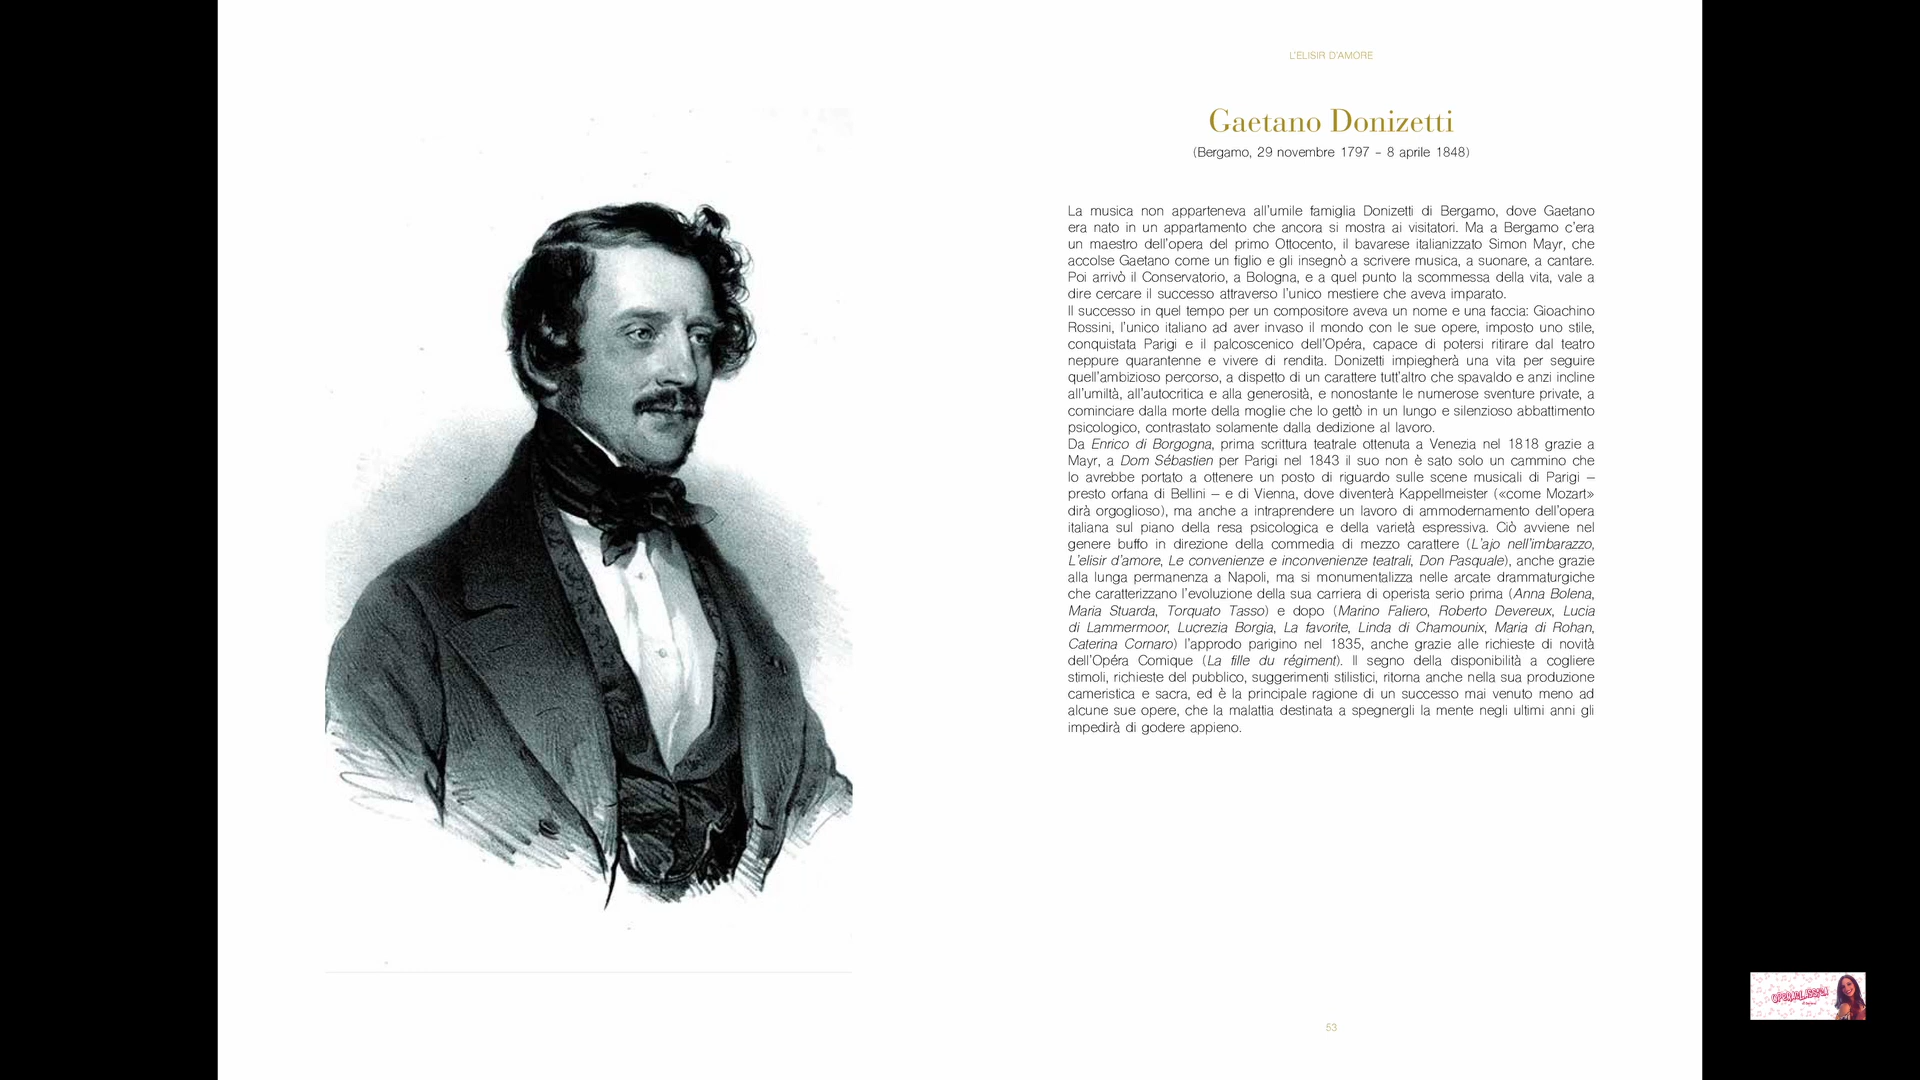 L'ELISIR D'AMORE
Gaetano Donizetti
(Bergamo, 29 novembre 1797 – 8 aprile 1848)
La musica non apparteneva all'umile famiglia Donizetti di Bergamo, dove Gaetano
era nato in un appartamento che ancora si mostra ai visitatori. Ma a Bergamo c'era
un maestro dell'opera del primo Ottocento, il bavarese italianizzato Simon Mayr, che
accolse Gaetano come un figlio e gli insegnò a scrivere musica, a suonare, a cantare.
Poi arrivò il Conservatorio, a Bologna, e a quel punto la scommessa della vita, vale a
dire cercare il successo attraverso l'unico mestiere che aveva imparato.
Il successo in quel tempo per un compositore aveva un nome e una faccia: Gioachino
Rossini, l'unico italiano ad aver invaso il mondo con le sue opere, imposto uno stile,
conquistata Parigi e il palcoscenico dell'Opéra, capace di potersi ritirare dal teatro
neppure quarantenne e vivere di rendita. Donizetti impiegherà una vita per seguire
quell'ambizioso percorso, a dispetto di un carattere tutt'altro che spavaldo e anzi incline
all'umiltà, all'autocritica e alla generosità, e nonostante le numerose sventure private, a
cominciare dalla morte della moglie che lo gettò in un lungo e silenzioso abbattimento
psicologico, contrastato solamente dalla dedizione al lavoro.
Da Enrico di Borgogna, prima scrittura teatrale ottenuta a Venezia nel 1818 grazie a
Mayr, a Dom Sébastien per Parigi nel 1843 il suo non è sato solo un cammino che
lo avrebbe portato a ottenere un posto di riguardo sulle scene musicali di Parigi –
presto orfana di Bellini – e di Vienna, dove diventerà Kappellmeister («come Mozart»
dirà orgoglioso), ma anche a intraprendere un lavoro di ammodernamento dell'opera
italiana sul piano della resa psicologica e della varietà espressiva. Ciò avviene nel
genere buffo in direzione della commedia di mezzo carattere (L'ajo nell'imbarazzo,
L'elisir d'amore, Le convenienze e inconvenienze teatrali, Don Pasquale), anche grazie
alla lunga permanenza a Napoli, ma si monumentalizza nelle arcate drammaturgiche
che caratterizzano l'evoluzione della sua carriera di operista serio prima (Anna Bolena,
Maria Stuarda, Torquato Tasso) e dopo (Marino Faliero, Roberto Devereux, Lucia
di Lammermoor, Lucrezia Borgia, La favorite, Linda di Chamounix, Maria di Rohan,
Caterina Cornaro) l'approdo parigino nel 1835, anche grazie alle richieste di novità
dell'Opéra Comique (La fille du régiment). Il segno della disponibilità a cogliere
stimoli, richieste del pubblico, suggerimenti stilistici, ritorna anche nella sua produzione
cameristica e sacra, ed è la principale ragione di un successo mai venuto meno ad
alcune sue opere, che la malattia destinata a spegnergli la mente negli ultimi anni gli
impedirà di godere appieno.
53